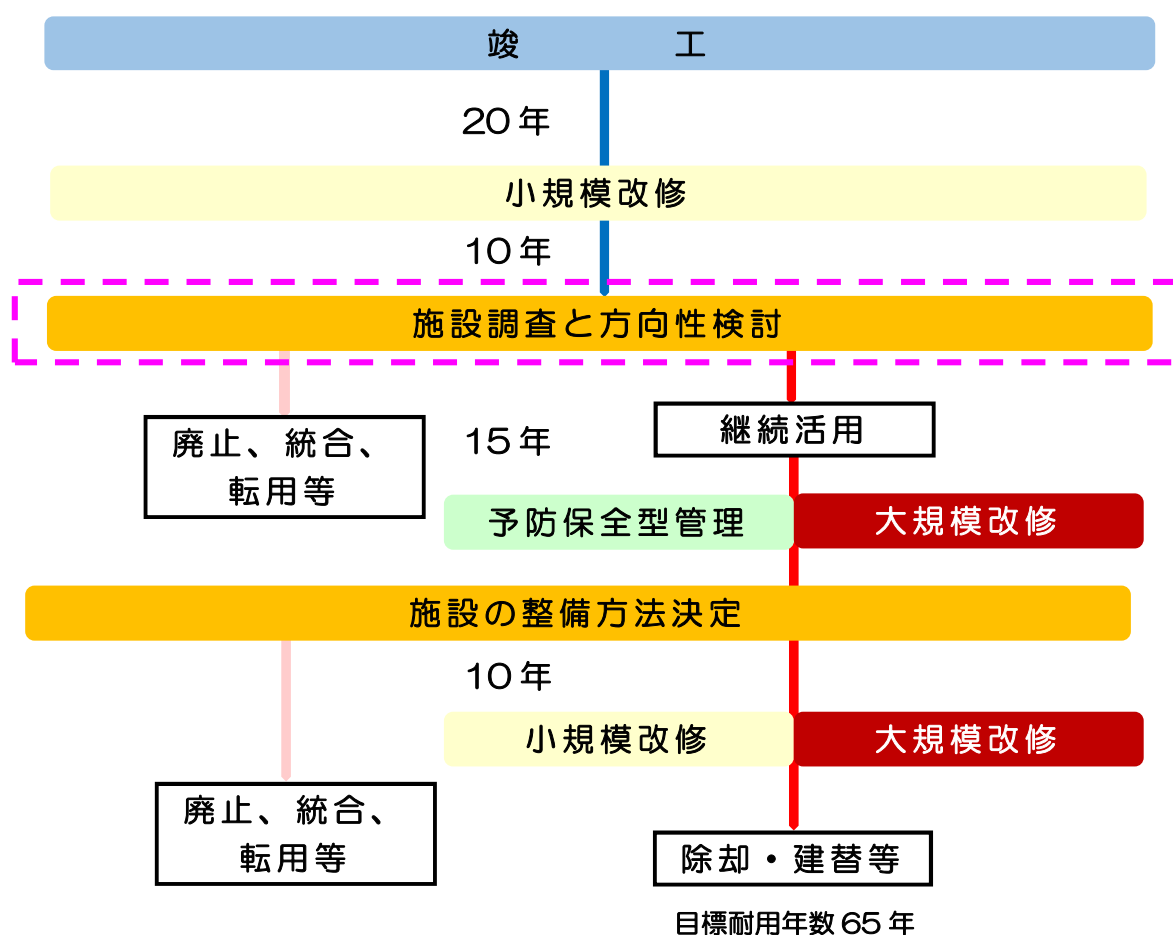 竣工
20年
小規模改修
10年
施設調査と方向性検討
継続活用
廃止、統合、
転用等
15年
予防保全型管理
大規模改修
施設の整備方法決定
10年
小規模改修
大規模改修
廃止、統合、
転用等
除却・建替等
目標耐用年数65年